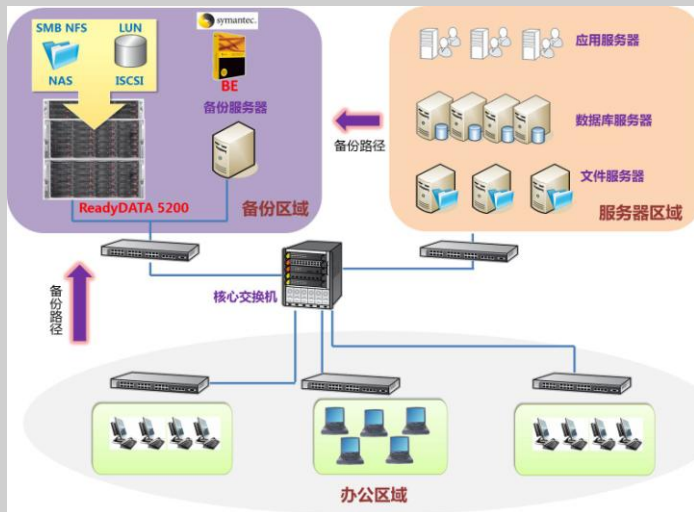 SMB NFS
LUN
NAS
ISCSI
symantec.
BE
备份服务器
ReadyDATA 5200
备份区域
备份路径
应用服务器
数据库服务器
文件服务器
服务器区域
备份路径
核心交换机
办公区域